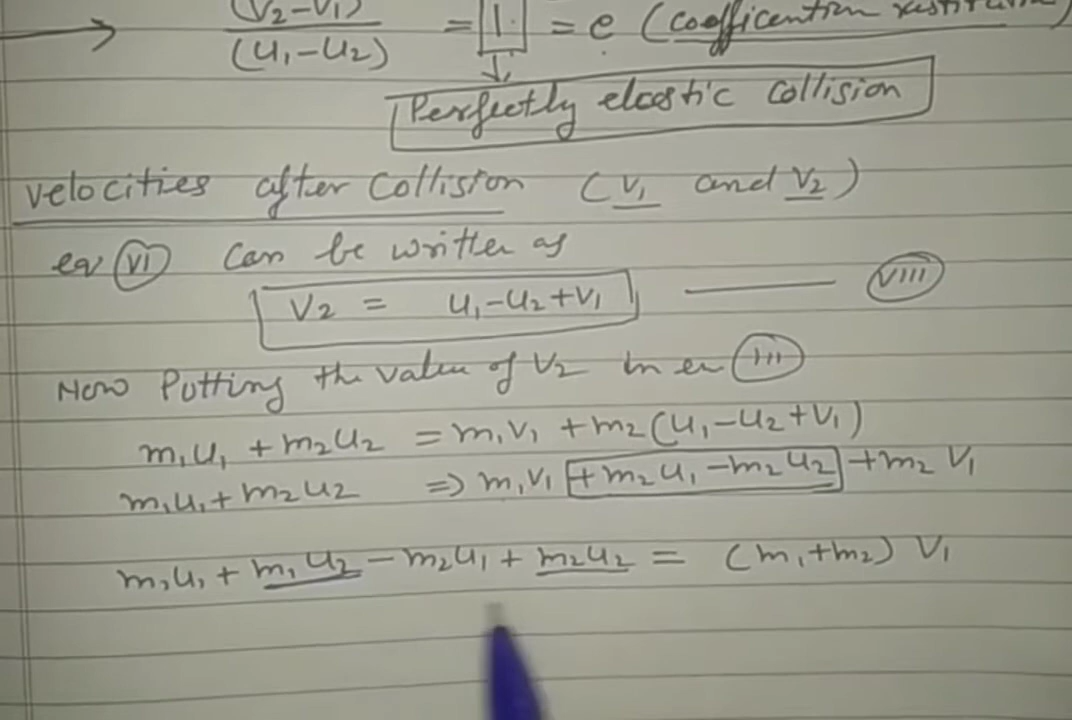 (V₂-V₁)/(u₁-u₂) = 1 = e (coefficention
Perfectly elastic collision
velocities after collision (V₁ and V₂)
eq (VI) can be written as
V₂ = u₁-u₂+V₁ (VIII)
Now Putting the value of V₂ in en (III)
m₁u₁ + m₂u₂ = m₁V₁ + m₂(u₁-u₂+V₁)
m₁u₁ + m₂u₂ => m₁V₁ + m₂u₁ - m₂u₂ + m₂V₁
m₁u₁ + m₁u₂ - m₂u₁ + m₂u₂ = (m₁+m₂) V₁